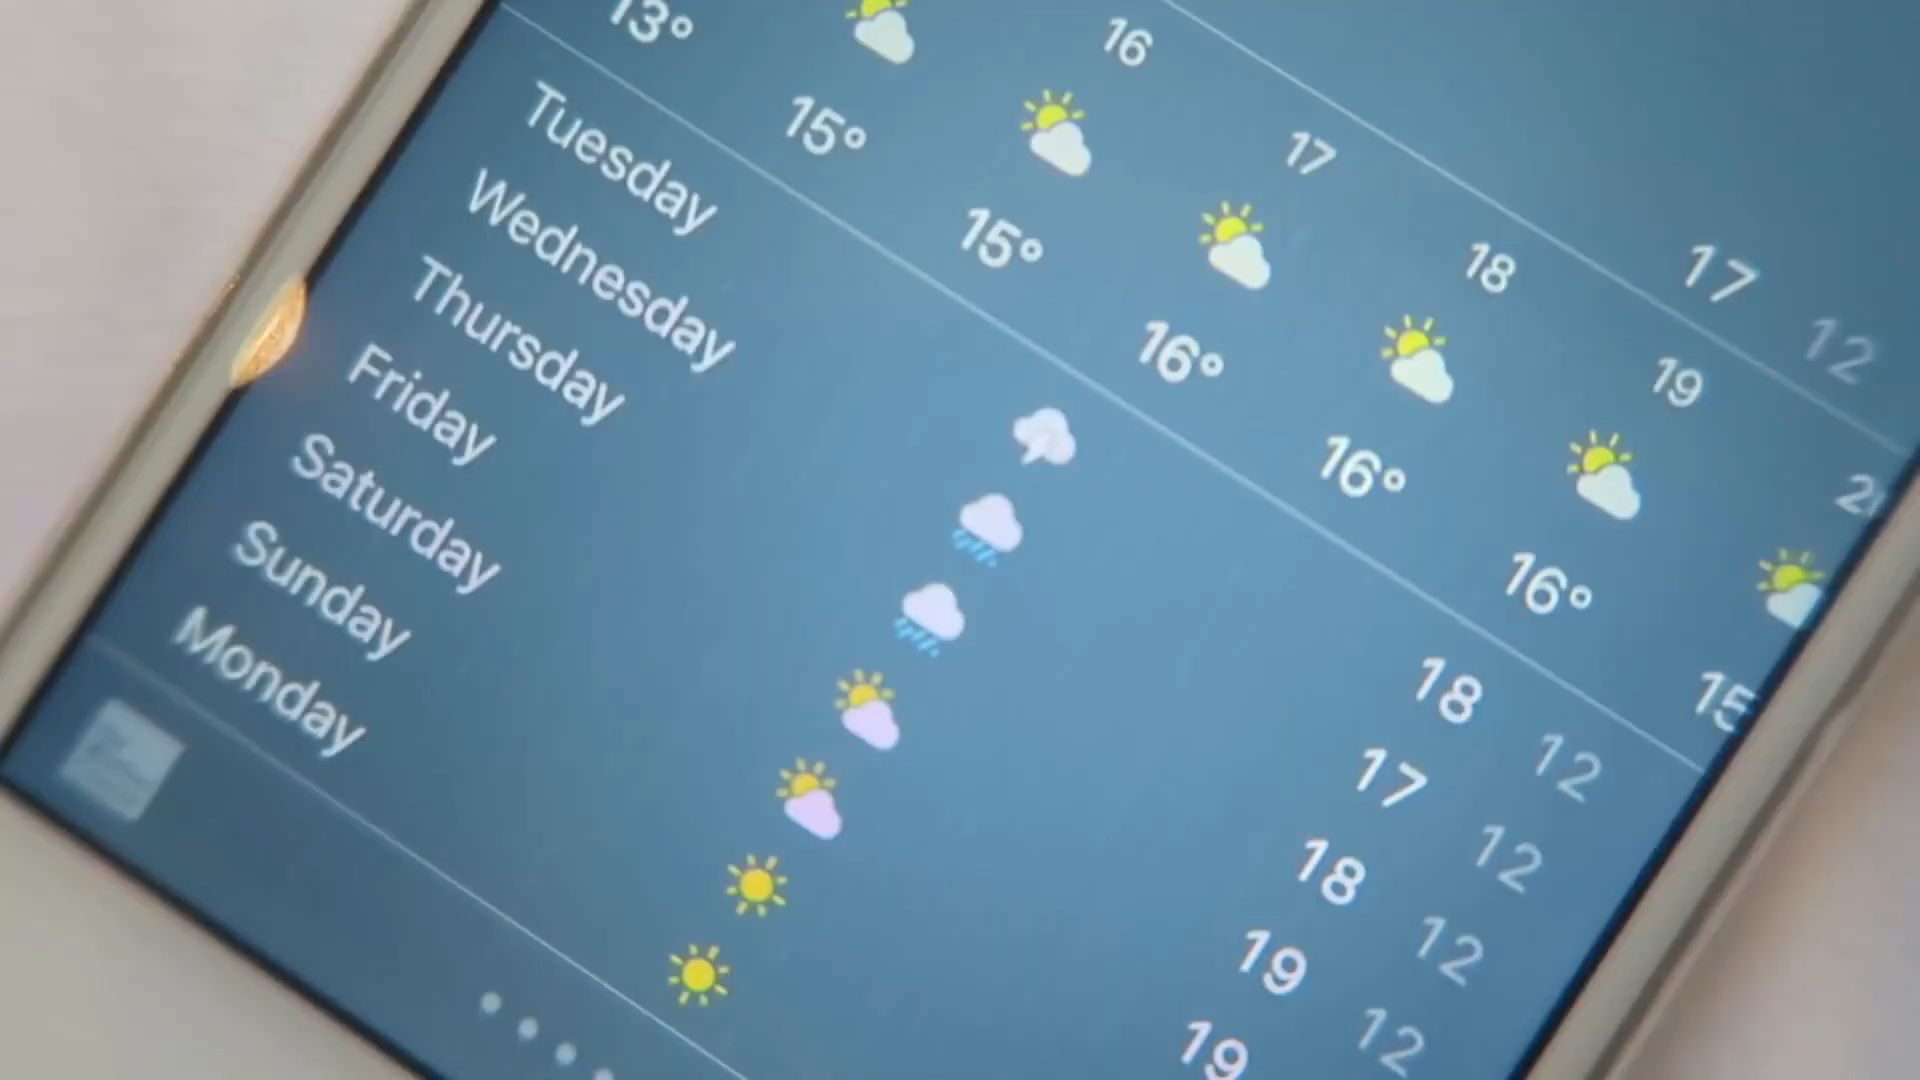 17 12
16 17 18 19
13° 15° 15° 16° 16° 16° 15
Tuesday 18 12
Wednesday 17 12
Thursday 18 12
Friday 19 12
Saturday 19
Sunday
Monday